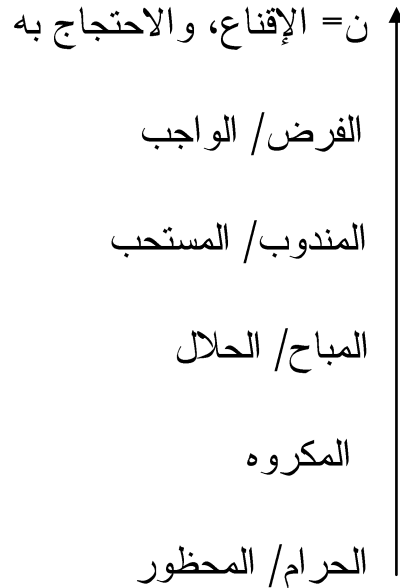 ن= الإقناع، والاحتجاج به
الفرض/ الواجب
المندوب/ المستحب
المباح/ الحلال
المكروه
الحرام/ المحظور